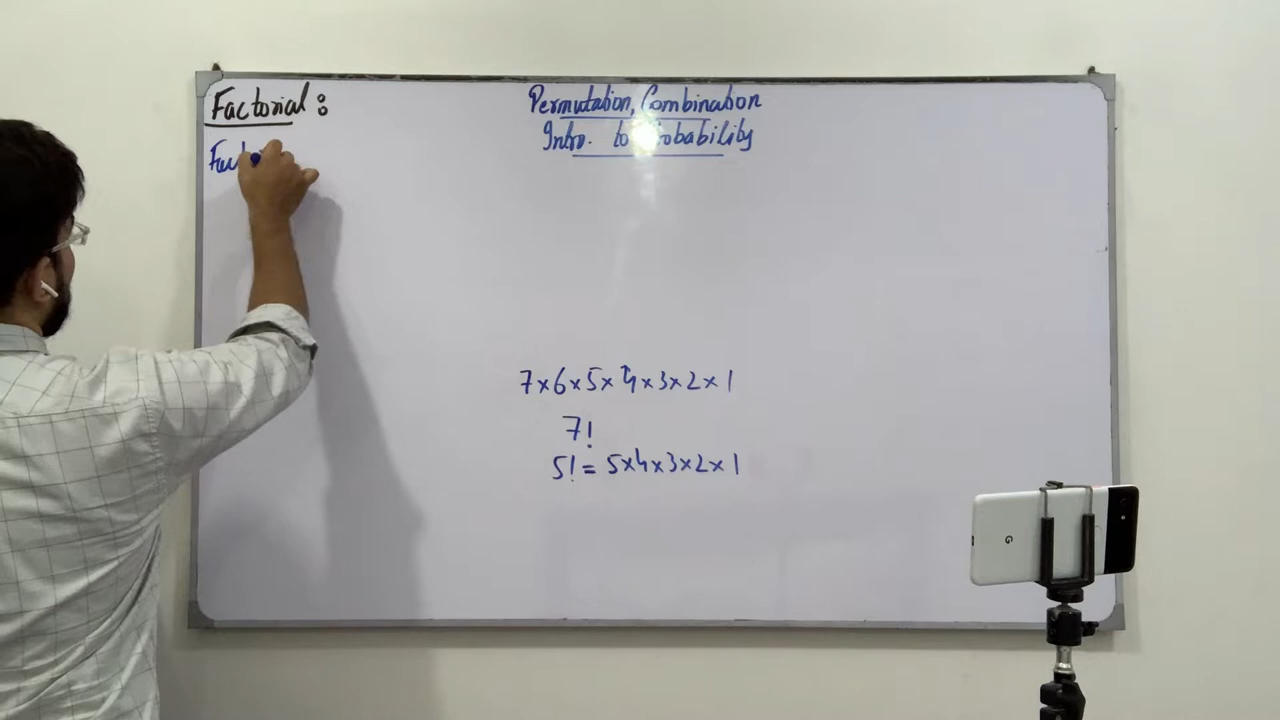 Factorial :
Permutation, Combination
Intro. to Probability
7×6×5×4×3×2×1
7!
5! = 5×4×3×2×1
G